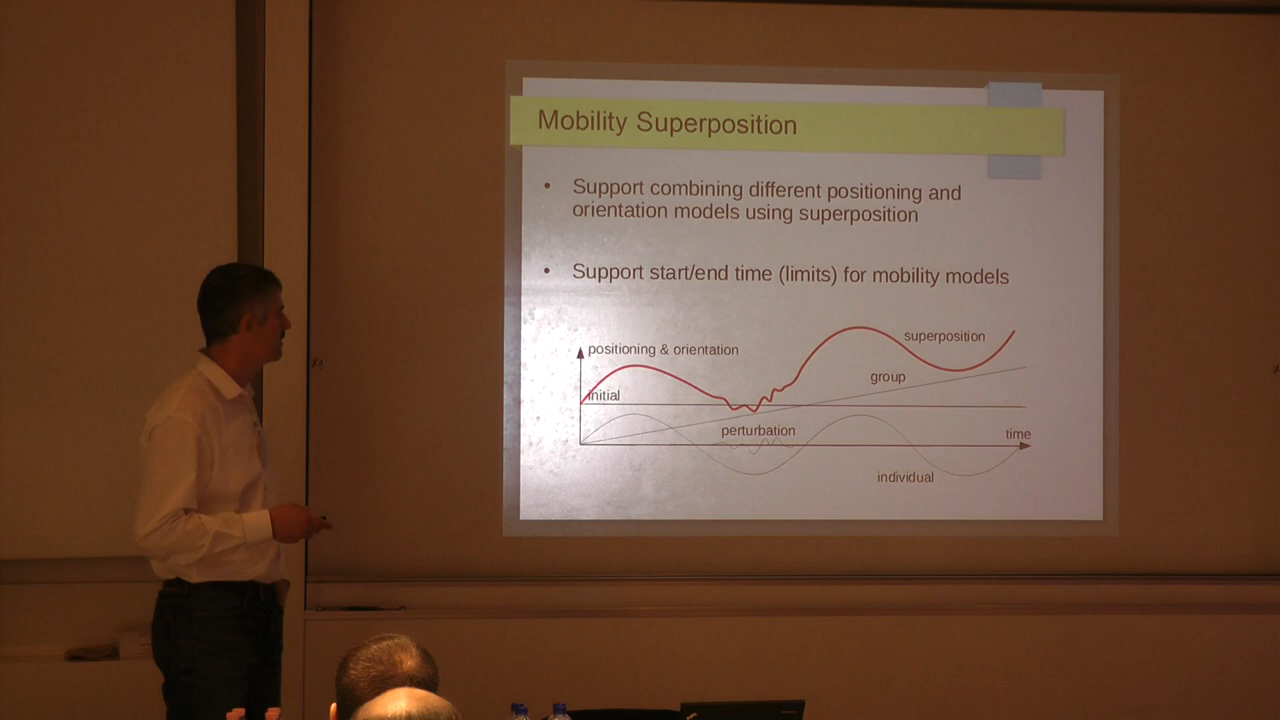 Mobility Superposition
• Support combining different positioning and
orientation models using superposition
• Support start/end time (limits) for mobility models
superposition
positioning & orientation
group
initial
perturbation
time
individual